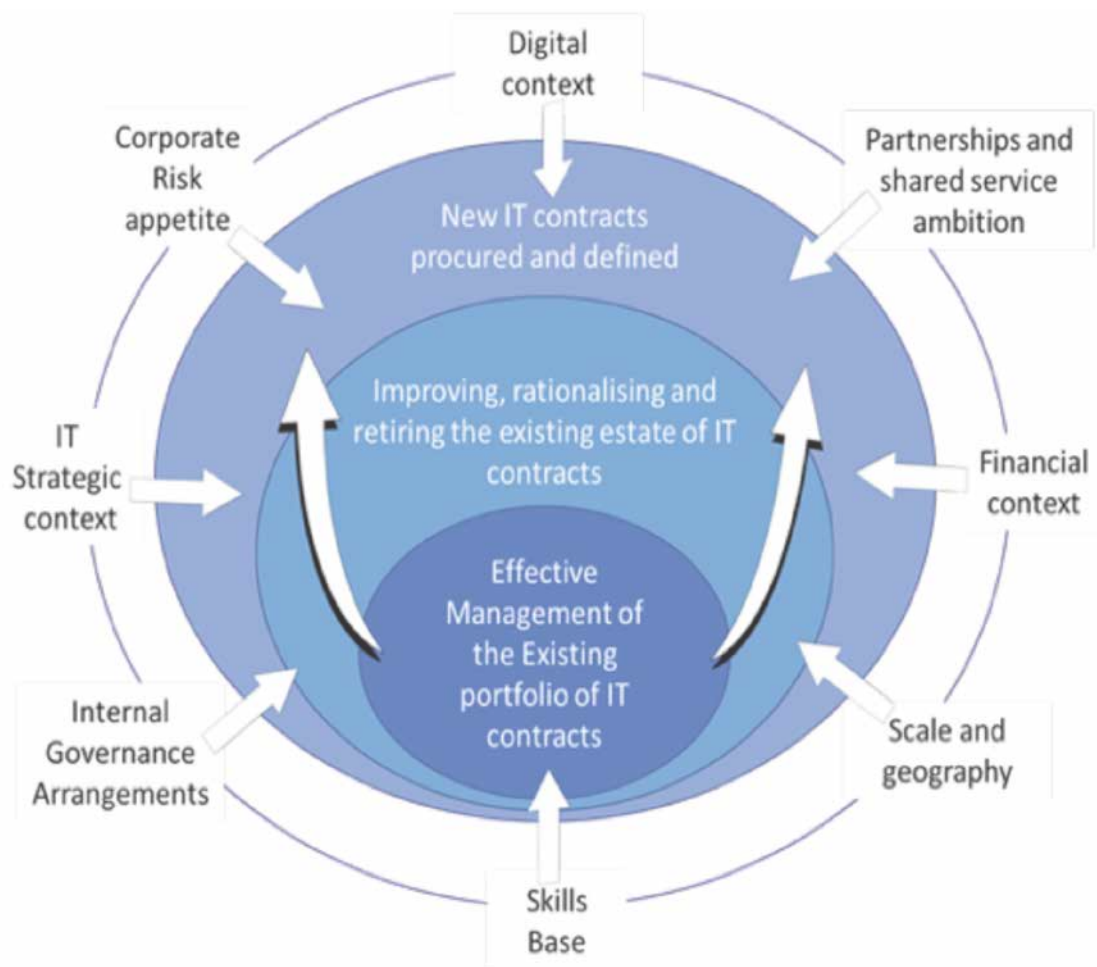 Digital
context
Corporate
Risk
appetite
Partnerships and
shared service
ambition
New IT contracts
procured and defined
Improving, rationalising and
retiring the existing estate of IT
contracts
IT
Strategic
context
Financial
context
Effective
Management of
the Existing
portfolio of IT
contracts
Internal
Governance
Arrangements
Scale and
geography
Skills
Base